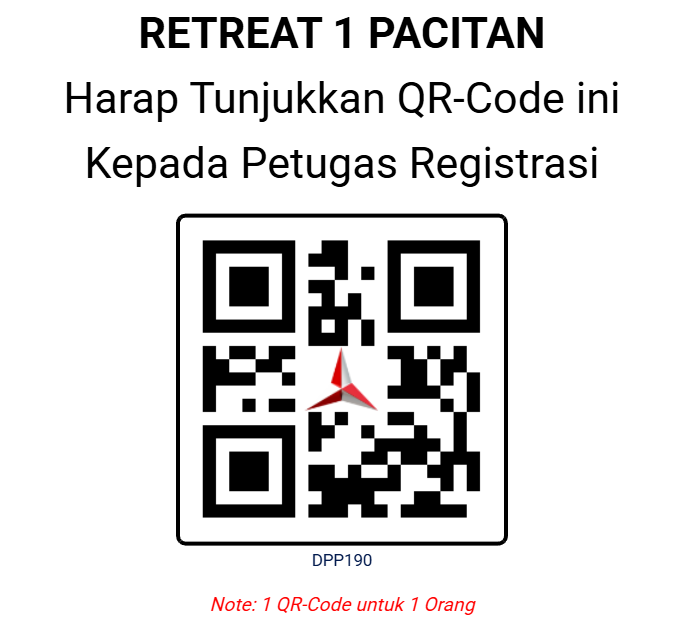 RETREAT 1 PACITAN
Harap Tunjukkan QR-Code ini
Kepada Petugas Registrasi
DPP190
Note: 1 QR-Code untuk 1 Orang